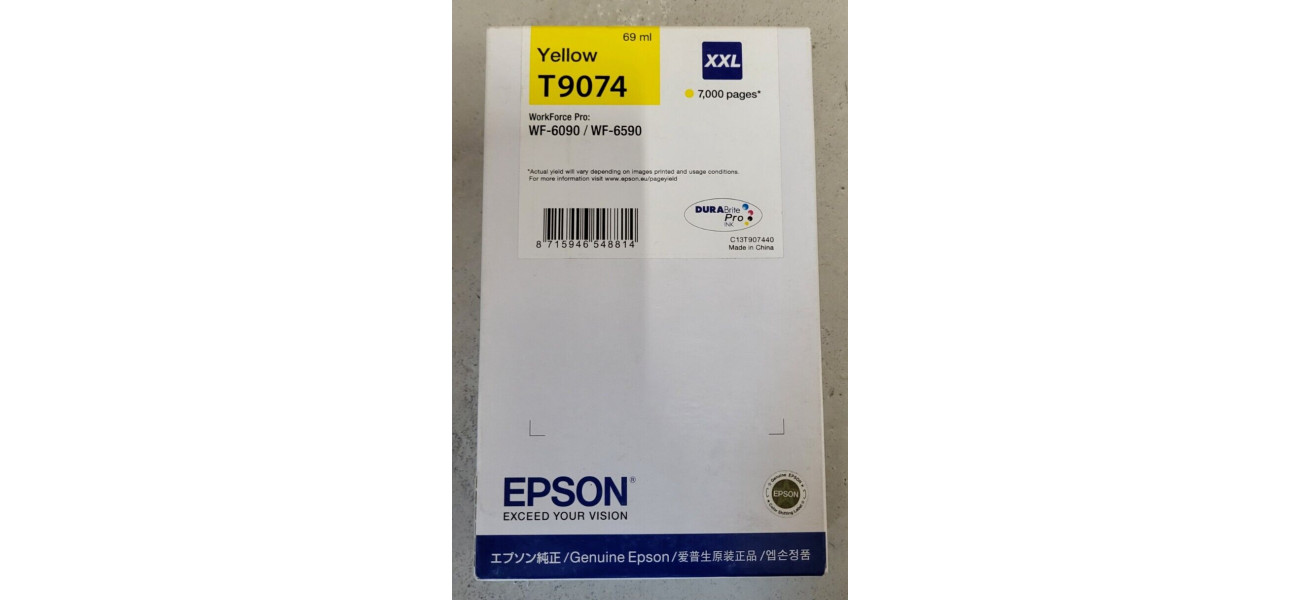 69 ml
Yellow
T9074
XXL
7,000 pages*
WorkForce Pro:
WF-6090 / WF-6590
*Actual yield will vary depending on images printed and usage conditions.
For more information visit www.epson.eu/pageyield
DURABrite
Pro
INK
8 715946 548814
C13T907440
Made in China
EPSON®
EXCEED YOUR VISION
Genuine EPSON
EPSON
エプソン純正/Genuine Epson/爱普生原装正品/엡손정품